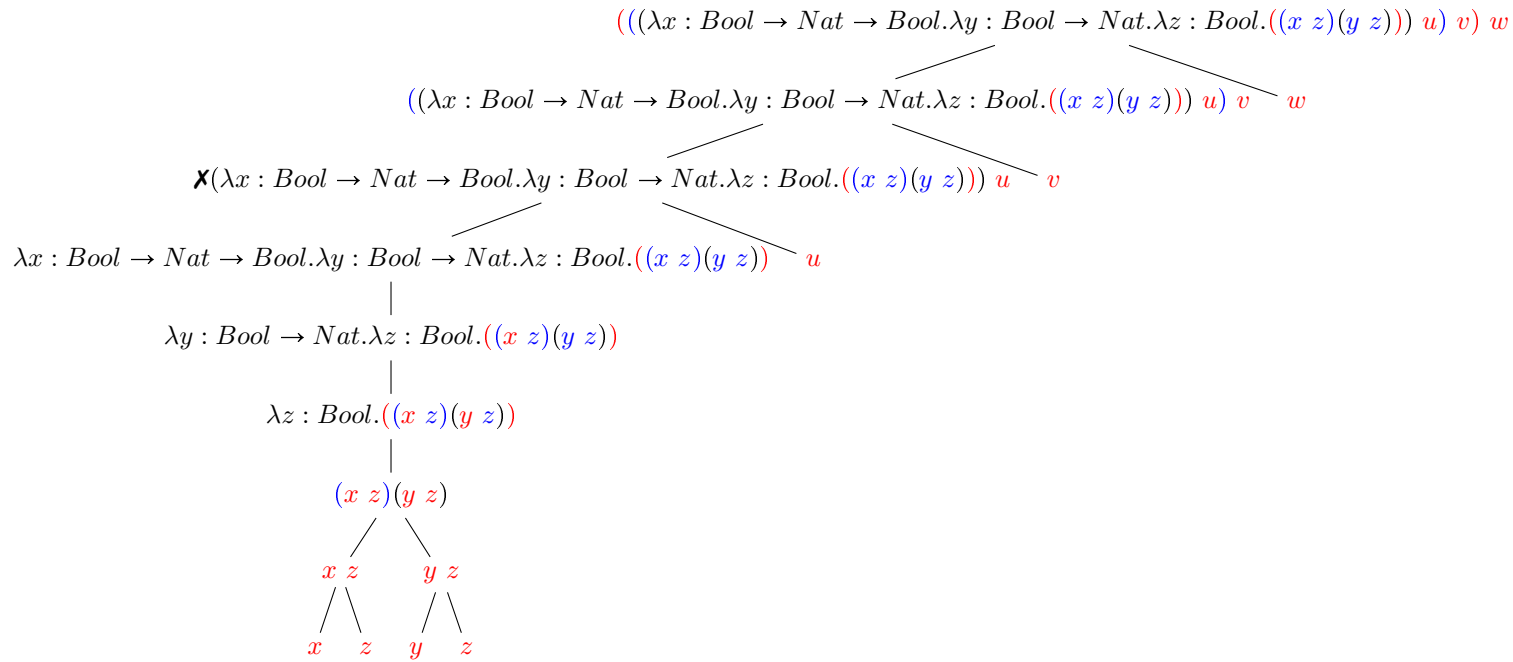 (((λx : Bool → Nat → Bool.λy : Bool → Nat.λz : Bool.((x z)(y z))) u) v) w
((λx : Bool → Nat → Bool.λy : Bool → Nat.λz : Bool.((x z)(y z))) u) v w
✗(λx : Bool → Nat → Bool.λy : Bool → Nat.λz : Bool.((x z)(y z))) u v
λx : Bool → Nat → Bool.λy : Bool → Nat.λz : Bool.((x z)(y z)) u
λy : Bool → Nat.λz : Bool.((x z)(y z))
λz : Bool.((x z)(y z))
(x z)(y z)
x z y z
x z y z